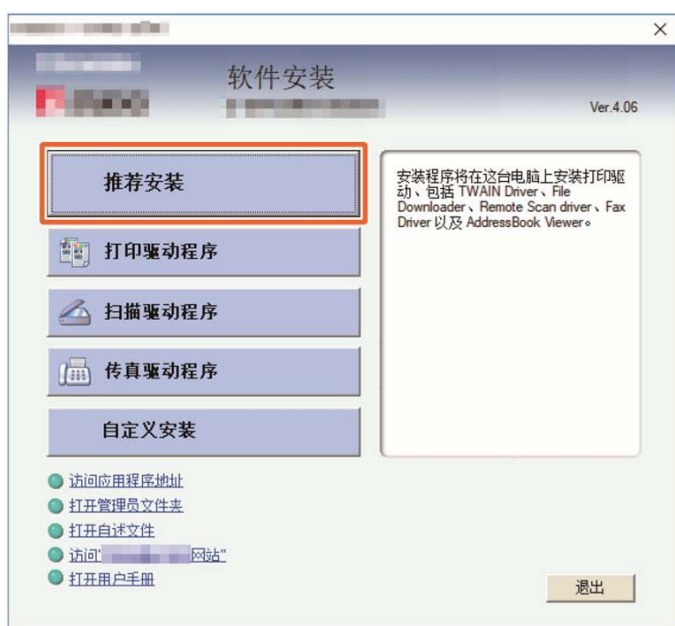 软件安装
Ver.4.06
推荐安装
打印驱动程序
扫描驱动程序
传真驱动程序
自定义安装
安装程序将在这台电脑上安装打印驱
动、包括 TWAIN Driver、File
Downloader、Remote Scan driver、Fax
Driver 以及 AddressBook Viewer。
访问应用程序地址
打开管理员文件夹
打开自述文件
访问"网站"
打开用户手册
退出